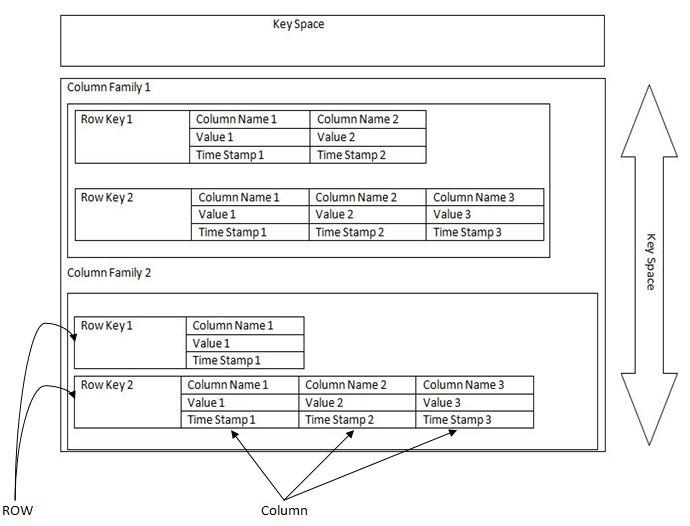 Key Space
Column Family 1
Row Key 1 Column Name 1 Column Name 2
Value 1 Value 2
Time Stamp 1 Time Stamp 2
Row Key 2 Column Name 1 Column Name 2 Column Name 3
Value 1 Value 2 Value 3
Time Stamp 1 Time Stamp 2 Time Stamp 3
Key Space
Column Family 2
Row Key 1 Column Name 1
Value 1
Time Stamp 1
Row Key 2 Column Name 1 Column Name 2 Column Name 3
Value 1 Value 2 Value 3
Time Stamp 1 Time Stamp 2 Time Stamp 3
ROW Column